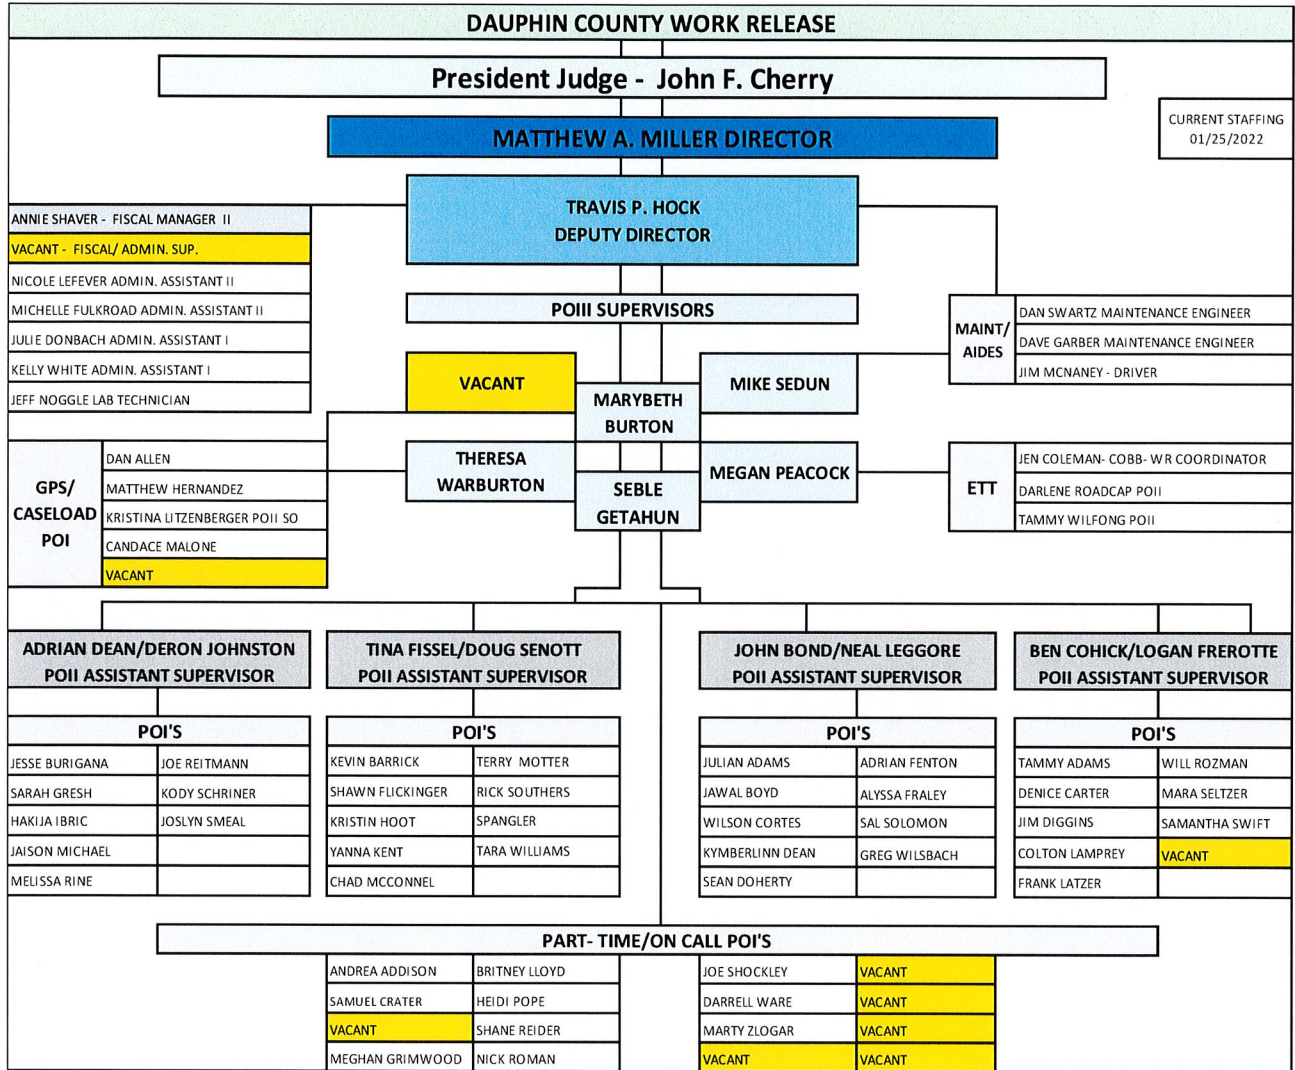 DAUPHIN COUNTY WORK RELEASE
President Judge - John F. Cherry
MATTHEW A. MILLER DIRECTOR
CURRENT STAFFING
01/25/2022
TRAVIS P. HOCK
DEPUTY DIRECTOR
ANNIE SHAVER - FISCAL MANAGER II
VACANT - FISCAL/ ADMIN. SUP.
NICOLE LEFEVER ADMIN. ASSISTANT II
MICHELLE FULKROAD ADMIN. ASSISTANT II
JULIE DONBACH ADMIN. ASSISTANT I
KELLY WHITE ADMIN. ASSISTANT I
JEFF NOGGLE LAB TECHNICIAN
POIII SUPERVISORS
MAINT/
AIDES
DAN SWARTZ MAINTENANCE ENGINEER
DAVE GARBER MAINTENANCE ENGINEER
JIM MCNANEY - DRIVER
VACANT
MARYBETH
BURTON
MIKE SEDUN
THERESA
WARBURTON
SEBLE
GETAHUN
MEGAN PEACOCK
GPS/
CASELOAD
POI
DAN ALLEN
MATTHEW HERNANDEZ
KRISTINA LITZENBERGER POII SO
CANDACE MALONE
VACANT
ETT
JEN COLEMAN- COBB- WR COORDINATOR
DARLENE ROADCAP POII
TAMMY WILFONG POII
ADRIAN DEAN/DERON JOHNSTON
POII ASSISTANT SUPERVISOR
POI'S
JESSE BURIGANA JOE REITMANN
SARAH GRESH KODY SCHRINER
HAKIJA IBRIC JOSLYN SMEAL
JAISON MICHAEL
MELISSA RINE
TINA FISSEL/DOUG SENOTT
POII ASSISTANT SUPERVISOR
POI'S
KEVIN BARRICK TERRY MOTTER
SHAWN FLICKINGER RICK SOUTHERS
KRISTIN HOOT SPANGLER
YANNA KENT TARA WILLIAMS
CHAD MCCONNEL
JOHN BOND/NEAL LEGGORE
POII ASSISTANT SUPERVISOR
POI'S
JULIAN ADAMS ADRIAN FENTON
JAWAL BOYD ALYSSA FRALEY
WILSON CORTES SAL SOLOMON
KYMBERLINN DEAN GREG WILSBACH
SEAN DOHERTY
BEN COHICK/LOGAN FREROTTE
POII ASSISTANT SUPERVISOR
POI'S
TAMMY ADAMS WILL ROZMAN
DENICE CARTER MARA SELTZER
JIM DIGGINS SAMANTHA SWIFT
COLTON LAMPREY VACANT
FRANK LATZER
PART- TIME/ON CALL POI'S
ANDREA ADDISON BRITNEY LLOYD
SAMUEL CRATER HEIDI POPE
VACANT SHANE REIDER
MEGHAN GRIMWOOD NICK ROMAN
JOE SHOCKLEY VACANT
DARRELL WARE VACANT
MARTY ZLOGAR VACANT
VACANT VACANT